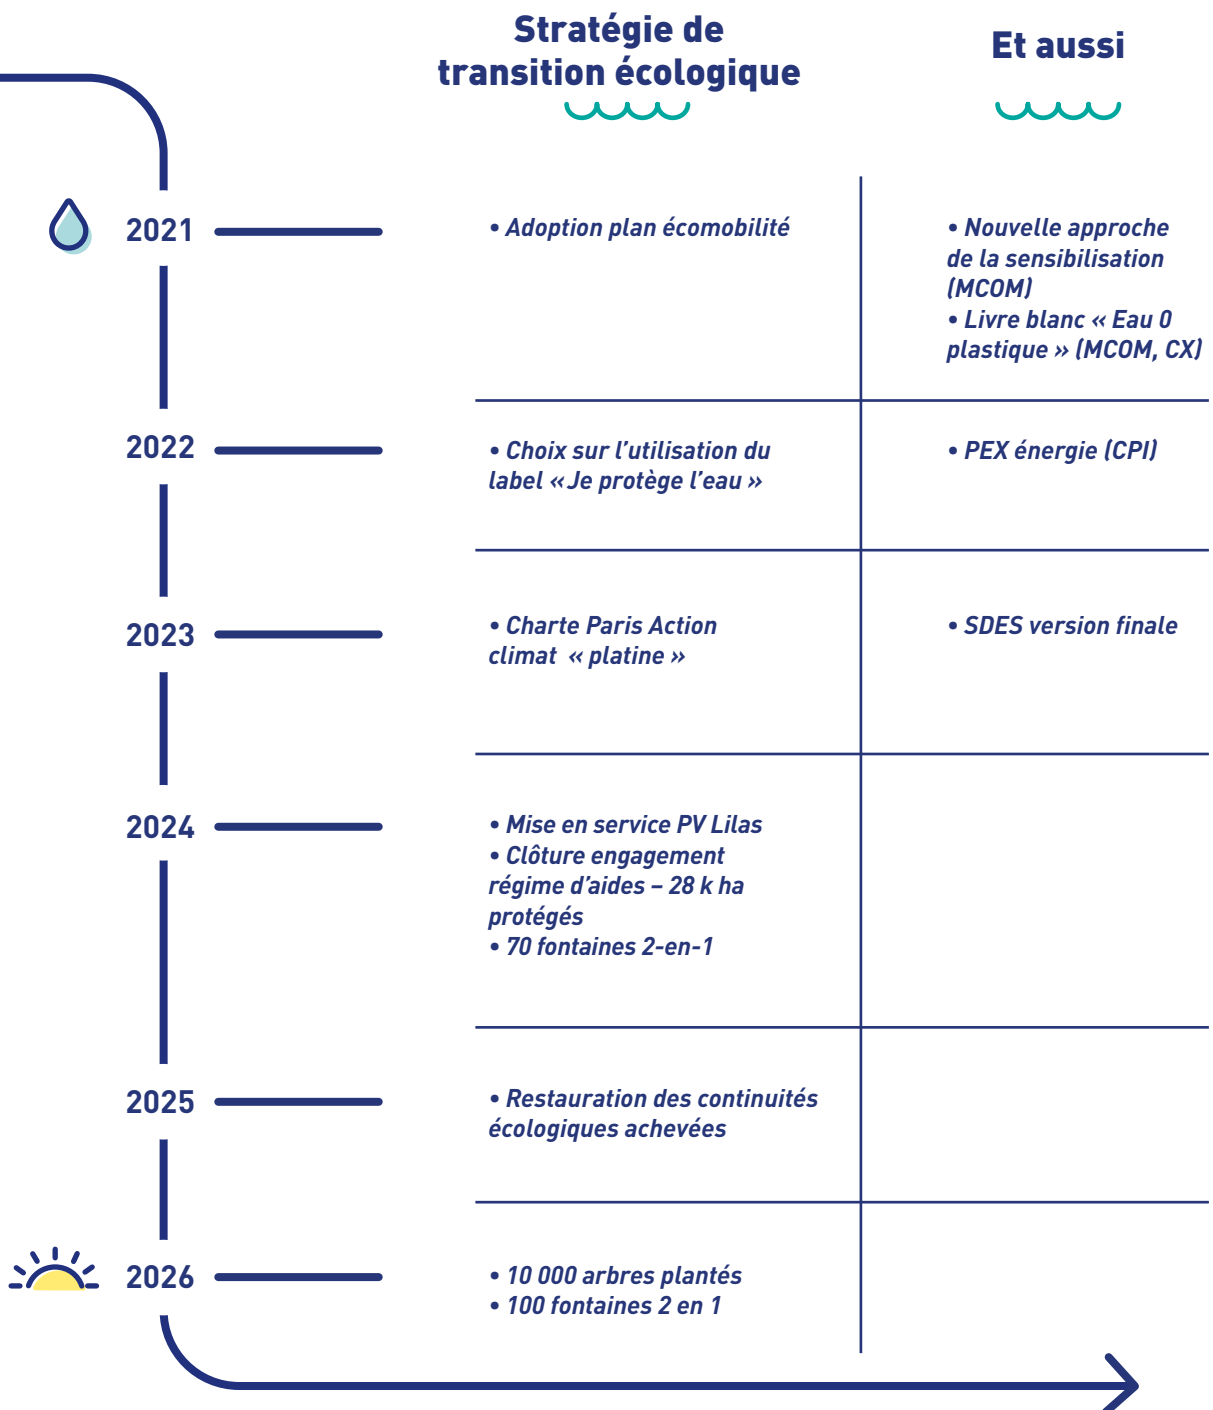 Stratégie de
transition écologique
Et aussi
2021
• Adoption plan écomobilité
• Nouvelle approche
de la sensibilisation
(MCOM)
• Livre blanc « Eau 0
plastique » (MCOM, CX)
2022
• Choix sur l’utilisation du
label « Je protège l’eau »
• PEX énergie (CPI)
2023
• Charte Paris Action
climat « platine »
• SDES version finale
2024
• Mise en service PV Lilas
• Clôture engagement
régime d’aides – 28 k ha
protégés
• 70 fontaines 2-en-1
2025
• Restauration des continuités
écologiques achevées
2026
• 10 000 arbres plantés
• 100 fontaines 2 en 1